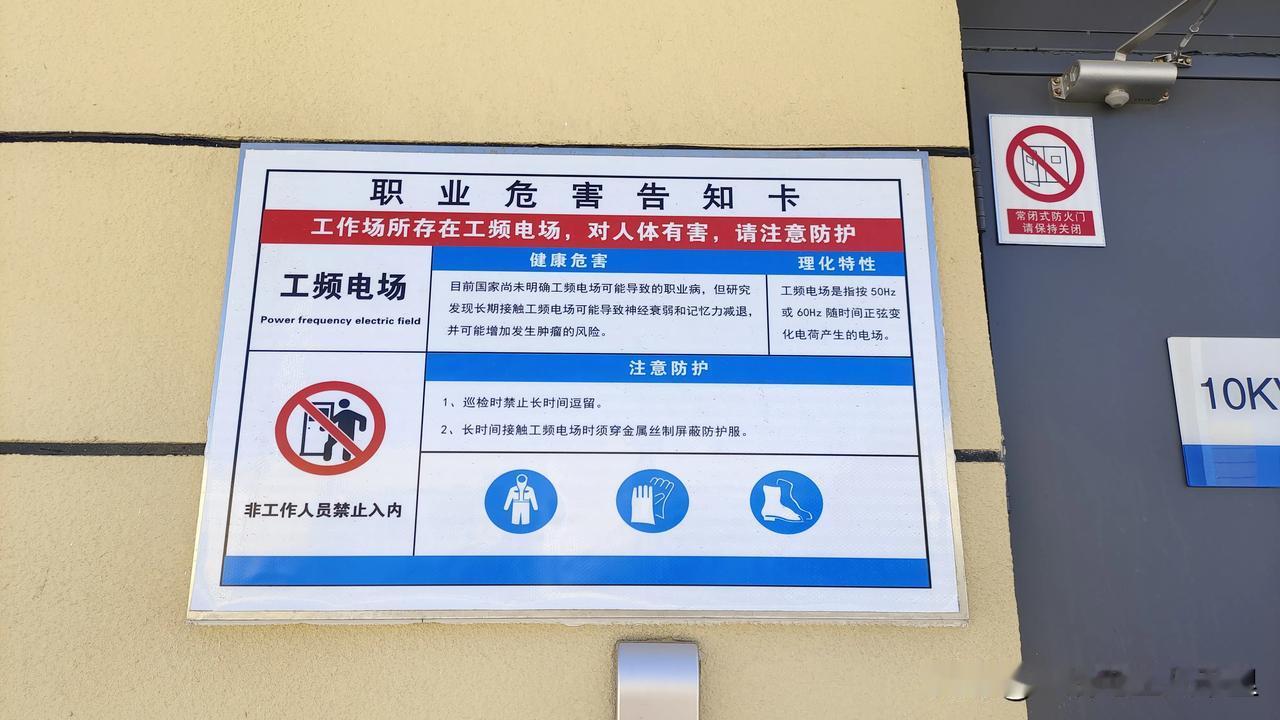 职业危害告知卡
工作场所存在工频电场，对人体有害，请注意防护
工频电场
Power frequency electric field
健康危害
目前国家尚未明确工频电场可能导致的职业病，但研究
发现长期接触工频电场可能导致神经衰弱和记忆力减退，
并可能增加发生肿瘤的风险。
理化特性
工频电场是指按50Hz
或60Hz随时间正弦变
化电荷产生的电场。
注意防护
1、巡检时禁止长时间逗留。
2、长时间接触工频电场时须穿金属丝制屏蔽防护服。
非工作人员禁止入内
常闭式防火门
请保持关闭
10KV